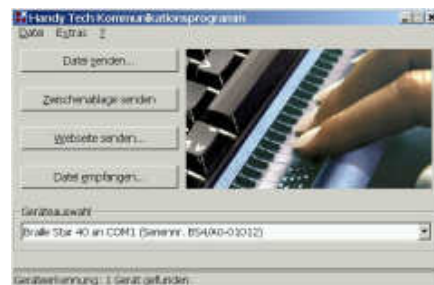 Handy Tech Kommunikationsprogramm
Datei Extras ?
Datei senden...
Zwischenablage senden
Webseite senden...
Datei empfangen...
Geräteauswahl
Braille Star 40 an COM1 (Seriennr. BS4/A0-01012)
Geräteerkennung: 1 Gerät gefunden.